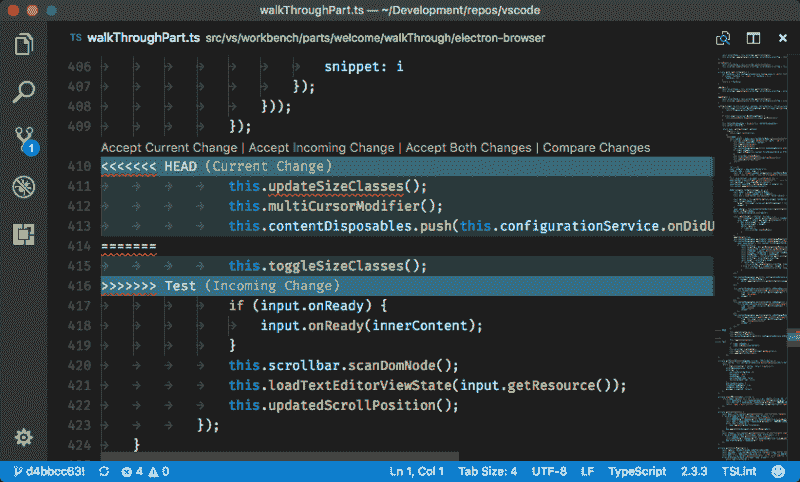 walkThroughPart.ts — ~/Development/repos/vscode
TS walkThroughPart.ts src/vs/workbench/parts/welcome/walkThrough/electron-browser
406 snippet: i
407 });
408 }));
409 });
Accept Current Change | Accept Incoming Change | Accept Both Changes | Compare Changes
410 <<<<<<< HEAD (Current Change)
411 this.updateSizeClasses();
412 this.multiCursorModifier();
413 this.contentDisposables.push(this.configurationService.onDidU
414 =======
415 this.toggleSizeClasses();
416 >>>>>>> Test (Incoming Change)
417 if (input.onReady) {
418 input.onReady(innerContent);
419 }
420 this.scrollbar.scanDomNode();
421 this.loadTextEditorViewState(input.getResource());
422 this.updatedScrollPosition();
423 });
424 }
1
d4bbcc63! 4 0 Ln 1, Col 1 Tab Size: 4 UTF-8 LF TypeScript 2.3.3 TSLint